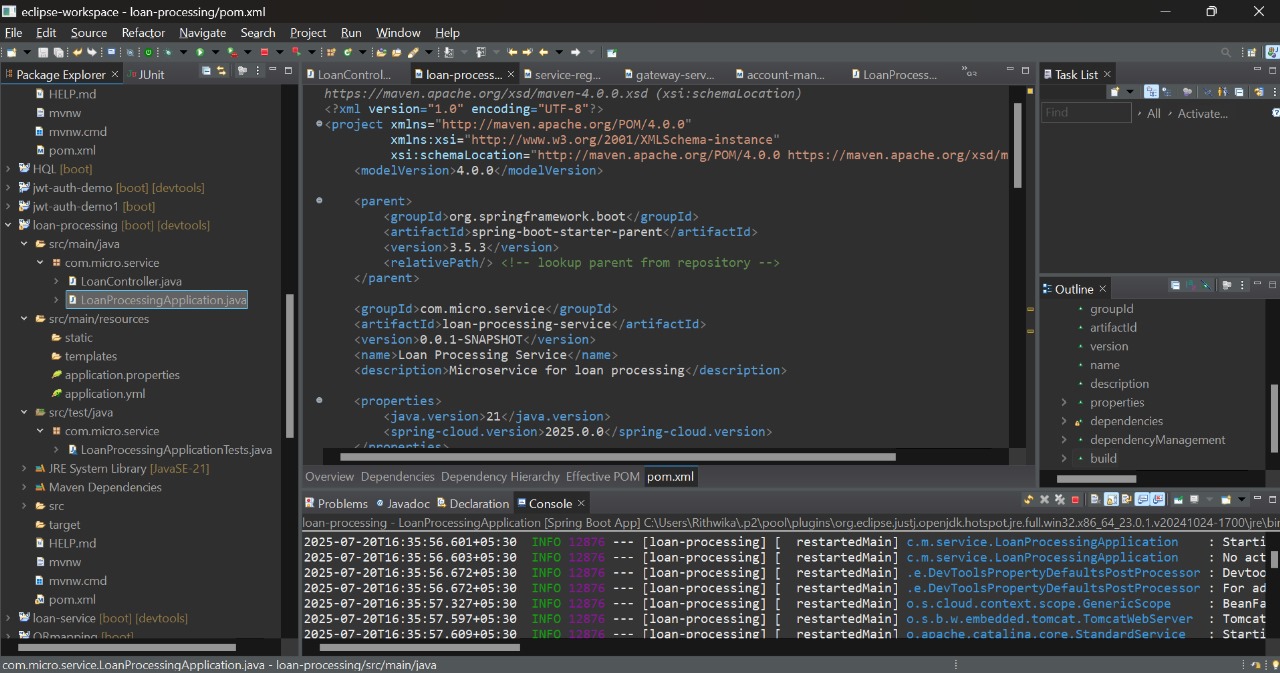 eclipse-workspace - loan-processing/pom.xml
File Edit Source Refactor Navigate Search Project Run Window Help
Package Explorer JUnit
HELP.md
mvnw
mvnw.cmd
pom.xml
HQL [boot]
jwt-auth-demo [boot] [devtools]
jwt-auth-demo1 [boot]
loan-processing [boot] [devtools]
src/main/java
com.micro.service
LoanController.java
LoanProcessingApplication.java
src/main/resources
static
templates
application.properties
application.yml
src/test/java
com.micro.service
LoanProcessingApplicationTests.java
JRE System Library [JavaSE-21]
Maven Dependencies
src
target
HELP.md
mvnw
mvnw.cmd
pom.xml
loan-service [boot] [devtools]
ORmapping [boot]
LoanControl... loan-process... service-reg... gateway-serv... account-man... LoanProcess...
https://maven.apache.org/xsd/maven-4.0.0.xsd (xsi:schemaLocation)
<?xml version="1.0" encoding="UTF-8"?>
<project xmlns="http://maven.apache.org/POM/4.0.0"
xmlns:xsi="http://www.w3.org/2001/XMLSchema-instance"
xsi:schemaLocation="http://maven.apache.org/POM/4.0.0 https://maven.apache.org/xsd/m
<modelVersion>4.0.0</modelVersion>
<parent>
<groupId>org.springframework.boot</groupId>
<artifactId>spring-boot-starter-parent</artifactId>
<version>3.5.3</version>
<relativePath/> <!-- lookup parent from repository -->
</parent>
<groupId>com.micro.service</groupId>
<artifactId>loan-processing-service</artifactId>
<version>0.0.1-SNAPSHOT</version>
<name>Loan Processing Service</name>
<description>Microservice for loan processing</description>
<properties>
<java.version>21</java.version>
<spring-cloud.version>2025.0.0</spring-cloud.version>
</properties>
Overview Dependencies Dependency Hierarchy Effective POM pom.xml
Task List
Find All Activate...
Outline
groupId
artifactId
version
name
description
properties
dependencies
dependencyManagement
build
Problems Javadoc Declaration Console
loan-processing - LoanProcessingApplication [Spring Boot App] C:\Users\Rithwika\.p2\pool\plugins\org.eclipse.justj.openjdk.hotspot.jre.full.win32.x86_64_23.0.1.v20241024-1700\jre\bin
2025-07-20T16:35:56.601+05:30 INFO 12876 --- [loan-processing] [ restartedMain] c.m.service.LoanProcessingApplication : Starti
2025-07-20T16:35:56.603+05:30 INFO 12876 --- [loan-processing] [ restartedMain] c.m.service.LoanProcessingApplication : No act
2025-07-20T16:35:56.672+05:30 INFO 12876 --- [loan-processing] [ restartedMain] .e.DevToolsPropertyDefaultsPostProcessor : Devtoo
2025-07-20T16:35:56.672+05:30 INFO 12876 --- [loan-processing] [ restartedMain] .e.DevToolsPropertyDefaultsPostProcessor : For ad
2025-07-20T16:35:57.327+05:30 INFO 12876 --- [loan-processing] [ restartedMain] o.s.cloud.context.scope.GenericScope : BeanFa
2025-07-20T16:35:57.597+05:30 INFO 12876 --- [loan-processing] [ restartedMain] o.s.b.w.embedded.tomcat.TomcatWebServer : Tomcat
2025-07-20T16:35:57.609+05:30 INFO 12876 --- [loan-processing] [ restartedMain] o.apache.catalina.core.StandardService : Starti
com.micro.service.LoanProcessingApplication.java - loan-processing/src/main/java